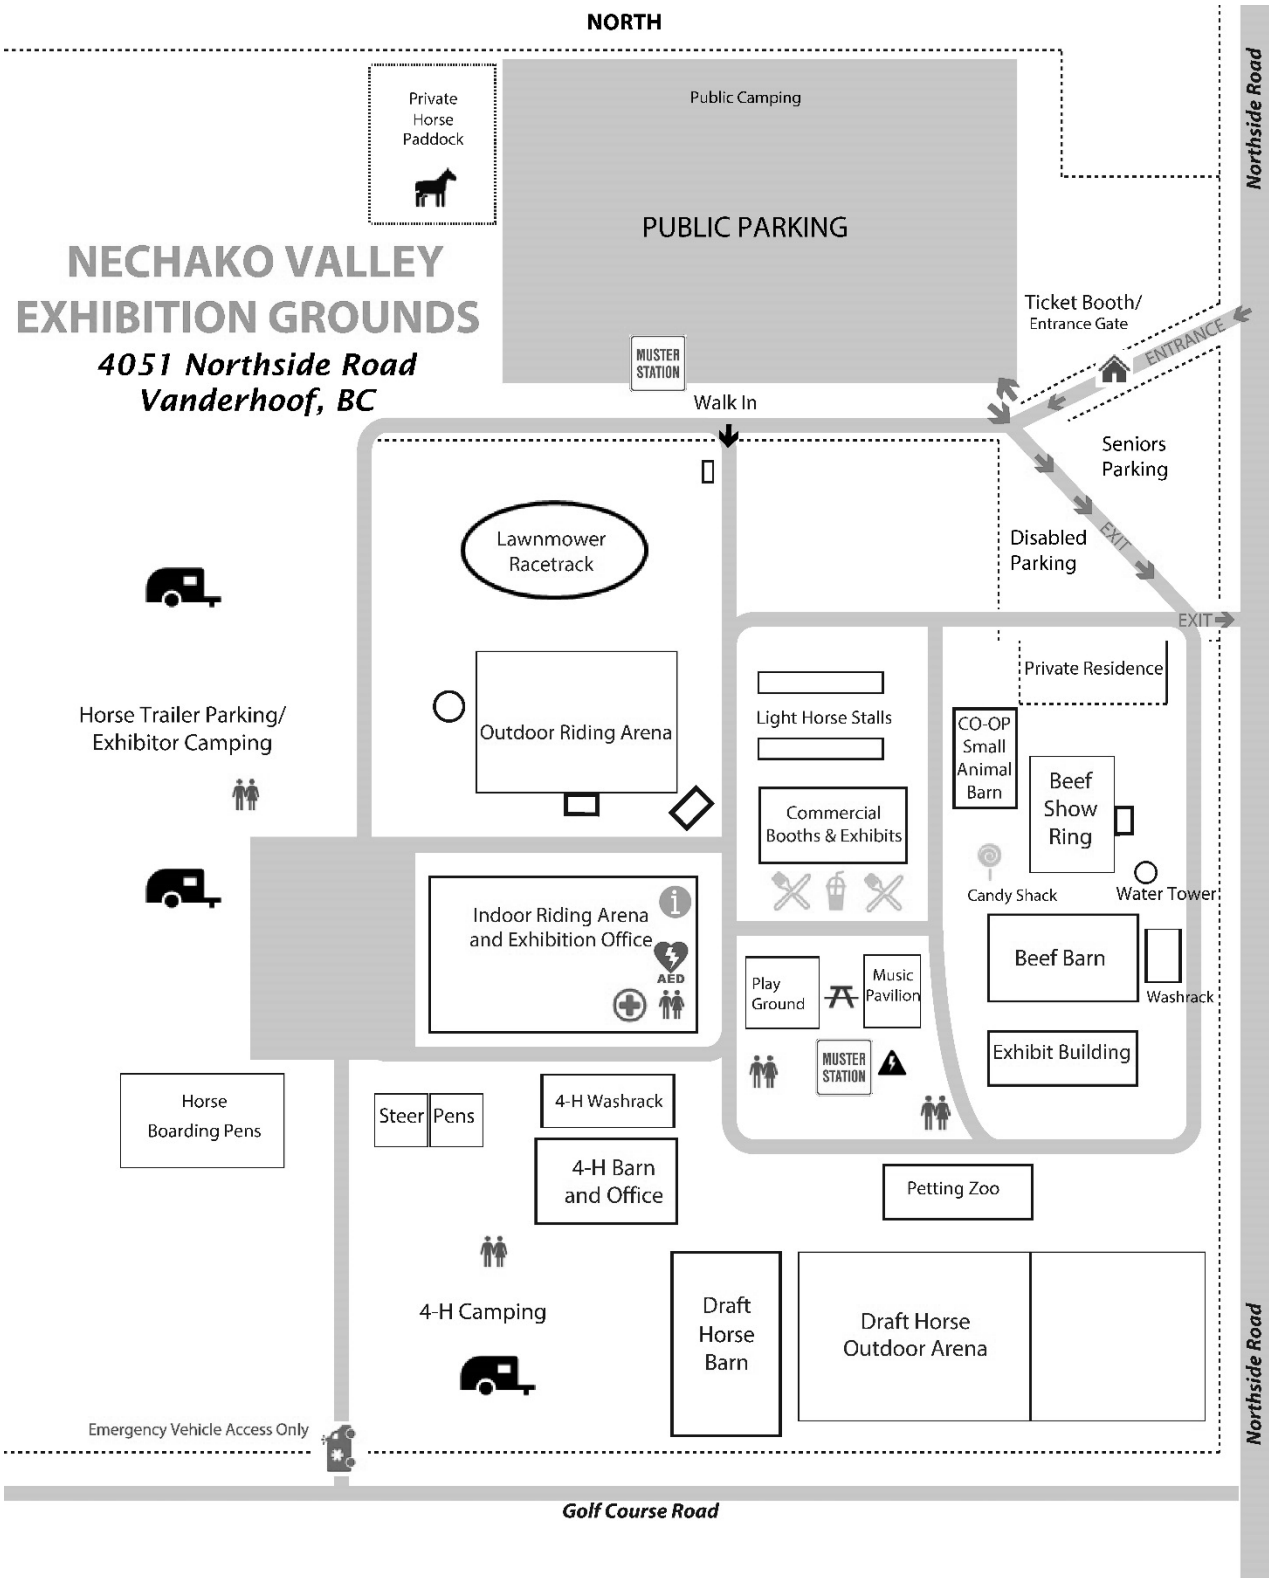 NORTH
Northside Road
Private
Horse
Paddock
Public Camping
PUBLIC PARKING
NECHAKO VALLEY
EXHIBITION GROUNDS
4051 Northside Road
Vanderhoof, BC
Ticket Booth/
Entrance Gate
ENTRANCE
MUSTER
STATION
Walk In
Seniors
Parking
Lawnmower
Racetrack
Disabled
Parking
EXIT
EXIT
Private Residence
Horse Trailer Parking/
Exhibitor Camping
Outdoor Riding Arena
Light Horse Stalls
CO-OP
Small
Animal
Barn
Beef
Show
Ring
Commercial
Booths & Exhibits
Candy Shack
Water Tower
Indoor Riding Arena
and Exhibition Office
i
AED
Beef Barn
Washrack
Play
Ground
Music
Pavilion
MUSTER
STATION
Exhibit Building
Horse
Boarding Pens
Steer Pens
4-H Washrack
4-H Barn
and Office
Petting Zoo
4-H Camping
Draft
Horse
Barn
Draft Horse
Outdoor Arena
Northside Road
Emergency Vehicle Access Only
Golf Course Road